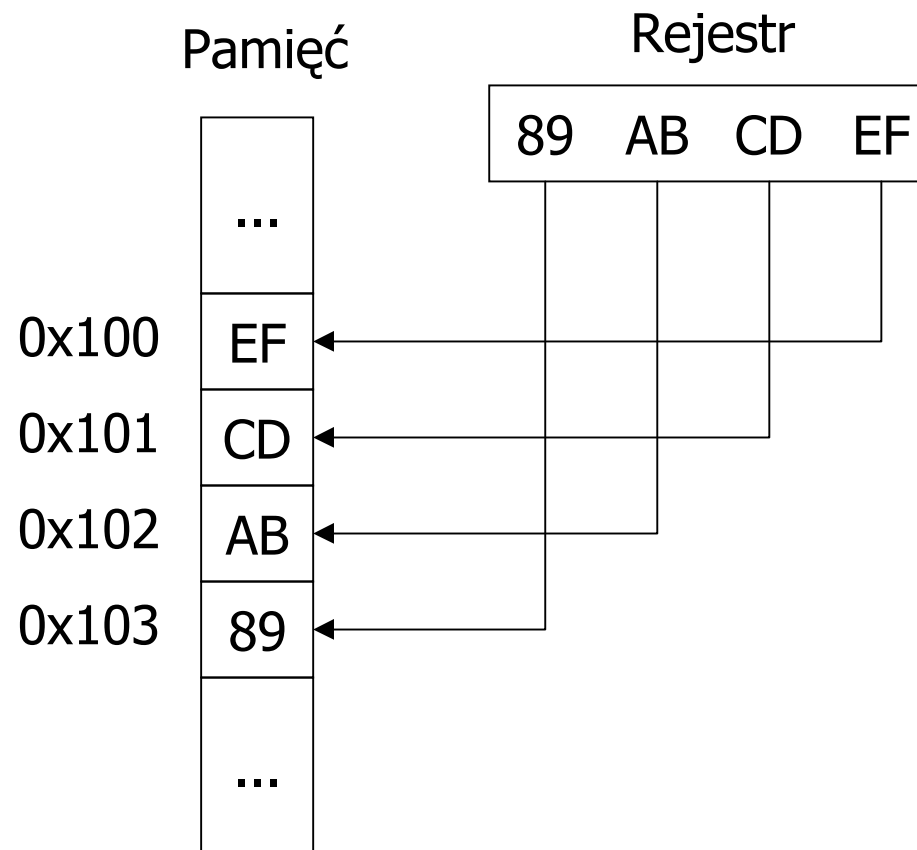 Pamięć
Rejestr
89 AB CD EF
...
0x100 EF
0x101 CD
0x102 AB
0x103 89
...